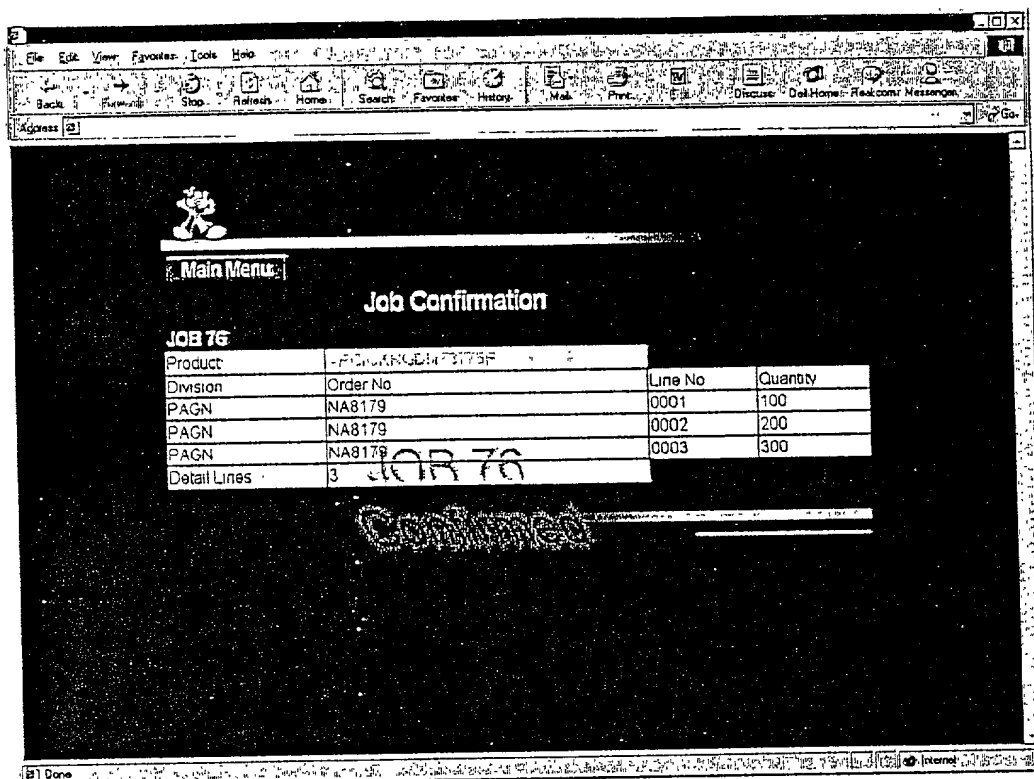 File Edit View Favorites Tools Help
Back Forward Stop Refresh Home Search Favorites History Mail Print Edit Discuss Dell Home Real.com Messenger
Address Go
Main Menu
Job Confirmation
JOB 76
Product
Division Order No Line No Quantity
PAGN NA8179 0001 100
PAGN NA8179 0002 200
PAGN NA8179 0003 300
Detail Lines 3
JOB 76
Confirmed
Done Internet